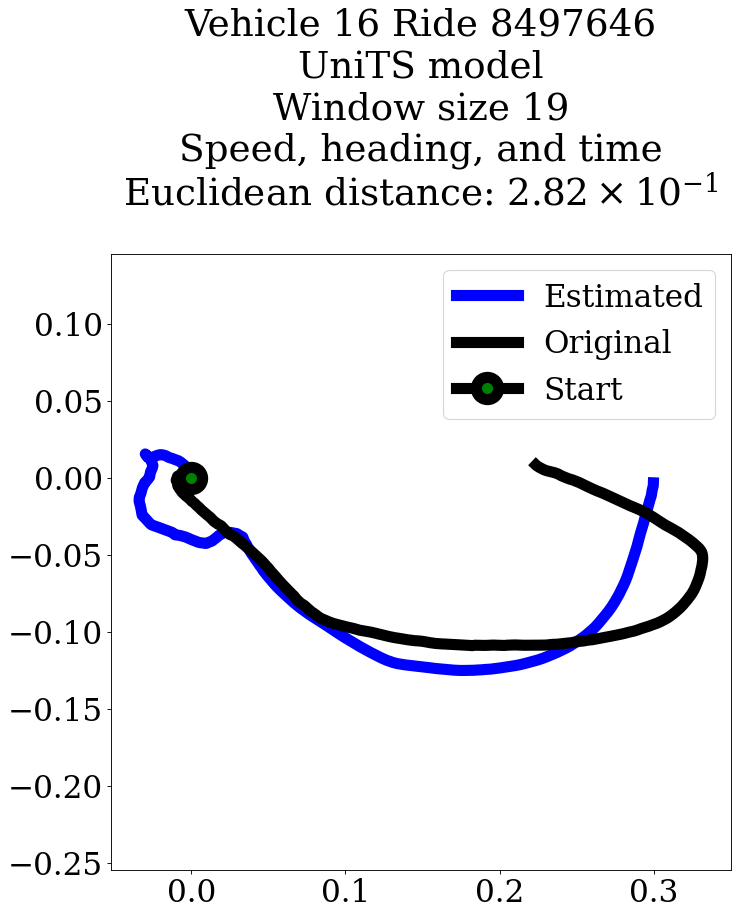 Vehicle 16 Ride 8497646
UniTS model
Window size 19
Speed, heading, and time
Euclidean distance: 2.82 × 10⁻¹
Estimated
Original
Start
0.10
0.05
0.00
−0.05
−0.10
−0.15
−0.20
−0.25
0.0 0.1 0.2 0.3